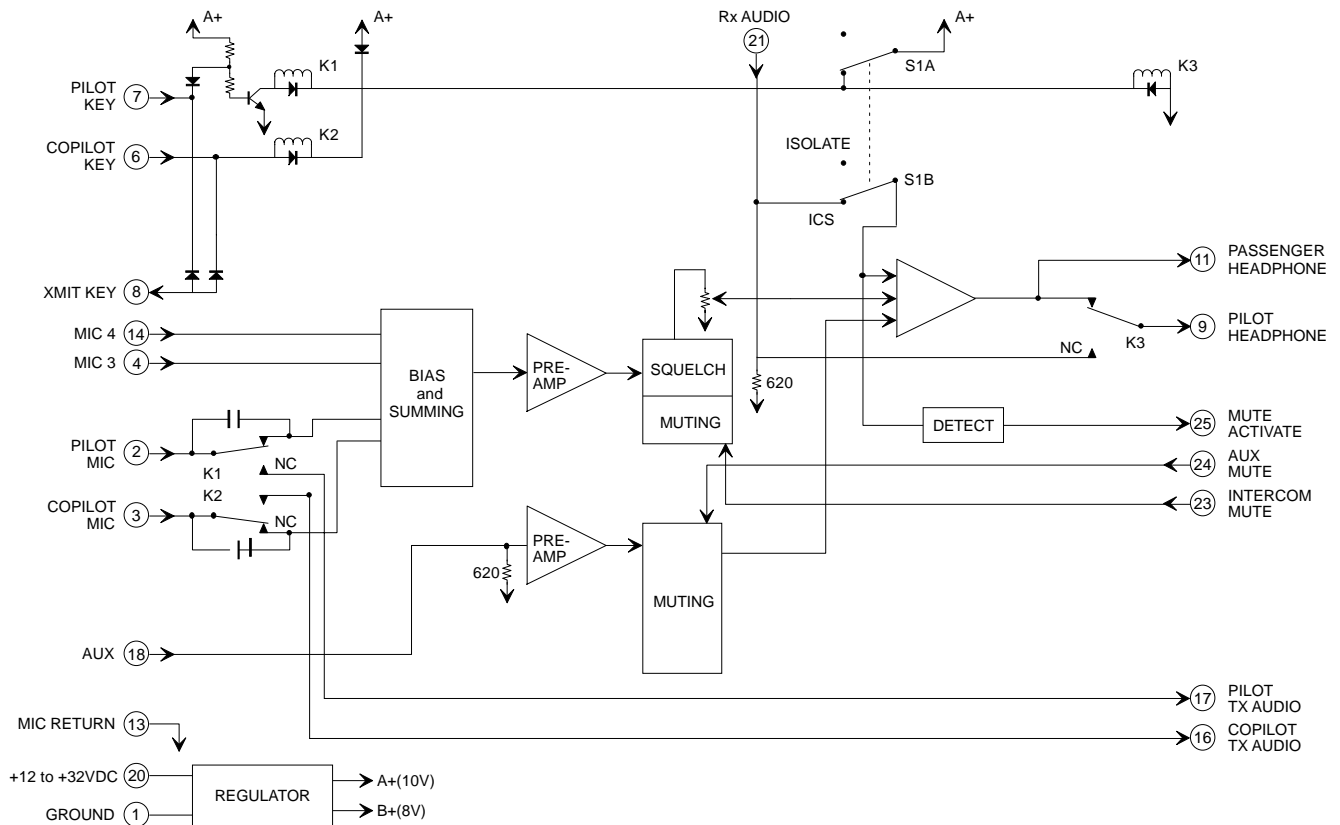 A+
A+
Rx AUDIO
21
A+
K1
S1A
K3
PILOT
KEY
7
K2
COPILOT
KEY
6
ISOLATE
S1B
ICS
11
PASSENGER
HEADPHONE
XMIT KEY
8
MIC 4
14
MIC 3
4
BIAS
and
SUMMING
PRE-
AMP
SQUELCH
MUTING
620
NC
K3
9
PILOT
HEADPHONE
DETECT
25
MUTE
ACTIVATE
PILOT
MIC
2
K1
NC
24
AUX
MUTE
COPILOT
MIC
3
K2
NC
23
INTERCOM
MUTE
PRE-
AMP
620
MUTING
AUX
18
17
PILOT
TX AUDIO
MIC RETURN
13
16
COPILOT
TX AUDIO
+12 to +32VDC
20
REGULATOR
A+(10V)
GROUND
1
B+(8V)